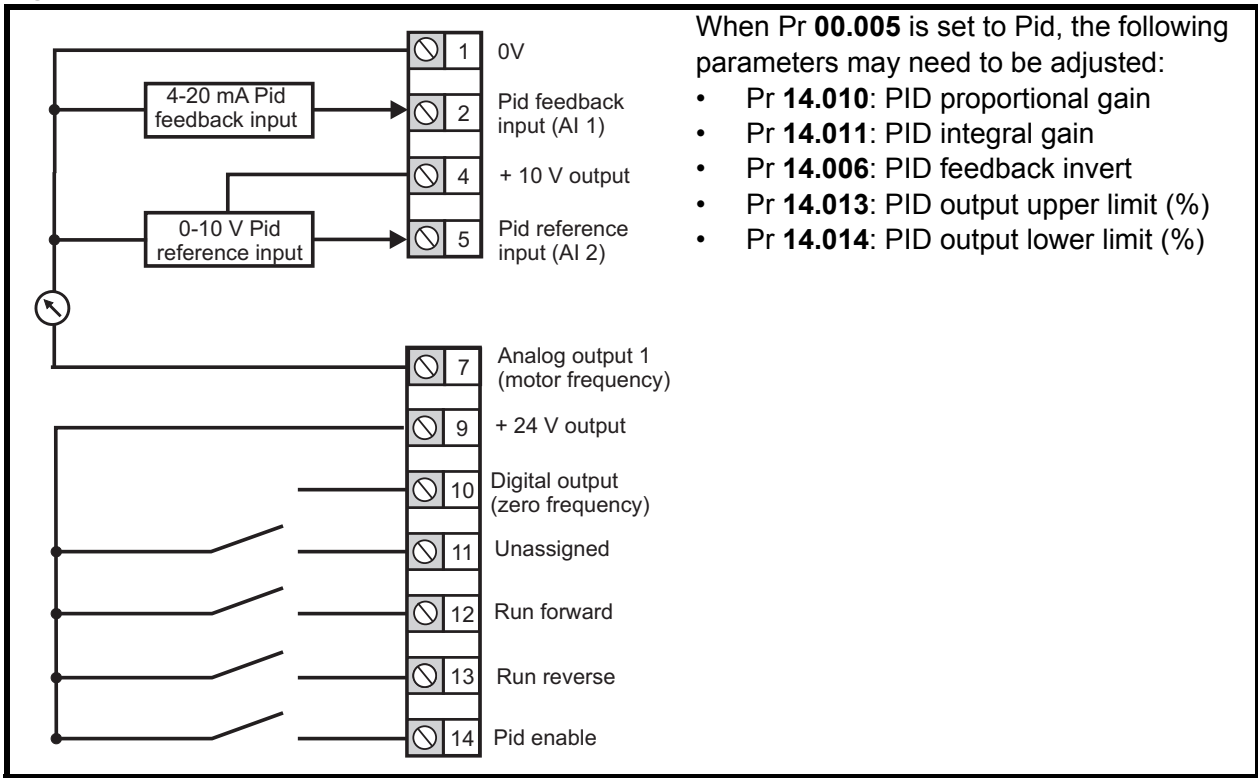 1 0V
4-20 mA Pid
feedback input
2 Pid feedback
input (AI 1)
4 + 10 V output
0-10 V Pid
reference input
5 Pid reference
input (AI 2)
7 Analog output 1
(motor frequency)
9 + 24 V output
10 Digital output
(zero frequency)
11 Unassigned
12 Run forward
13 Run reverse
14 Pid enable
When Pr 00.005 is set to Pid, the following
parameters may need to be adjusted:
• Pr 14.010: PID proportional gain
• Pr 14.011: PID integral gain
• Pr 14.006: PID feedback invert
• Pr 14.013: PID output upper limit (%)
• Pr 14.014: PID output lower limit (%)